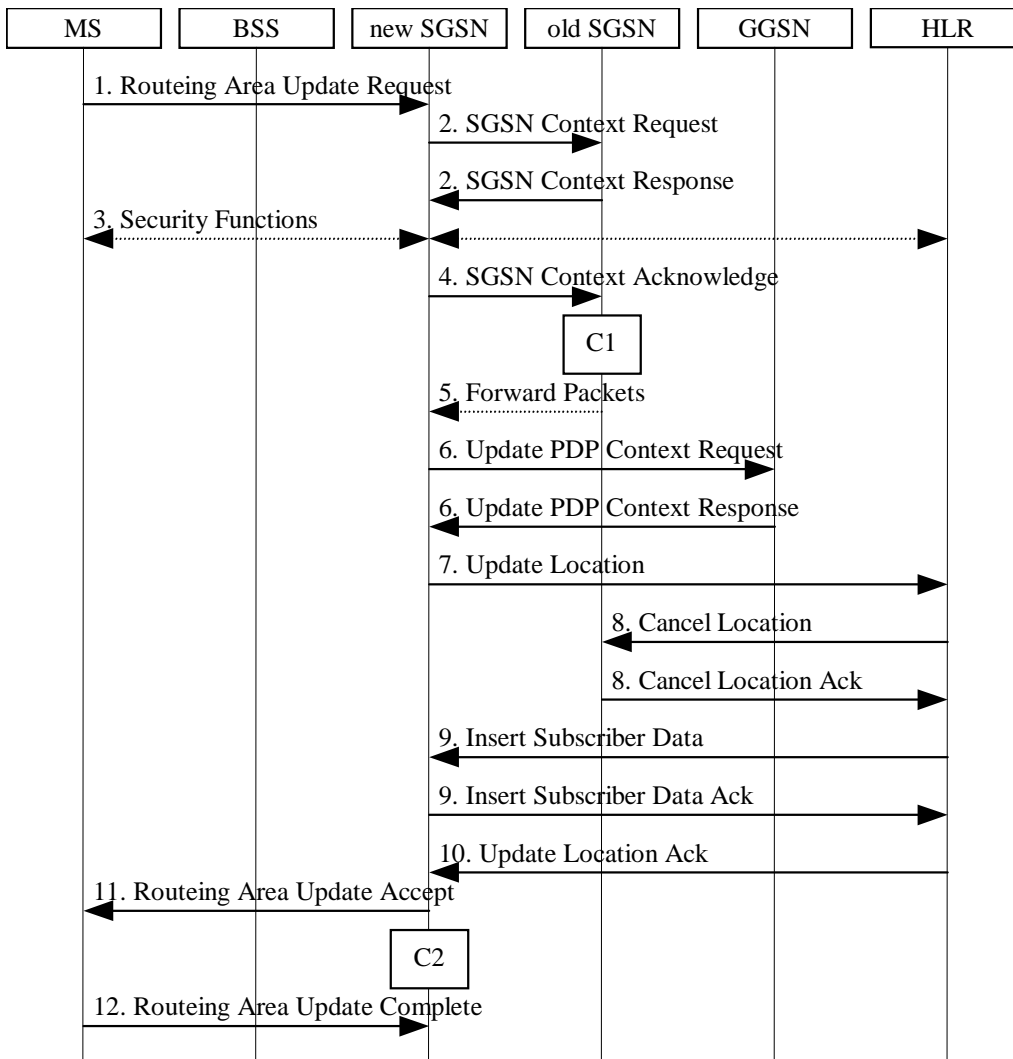 MS
BSS
new SGSN
old SGSN
GGSN
HLR
1. Routeing Area Update Request
2. SGSN Context Request
2. SGSN Context Response
3. Security Functions
4. SGSN Context Acknowledge
C1
5. Forward Packets
6. Update PDP Context Request
6. Update PDP Context Response
7. Update Location
8. Cancel Location
8. Cancel Location Ack
9. Insert Subscriber Data
9. Insert Subscriber Data Ack
10. Update Location Ack
11. Routeing Area Update Accept
C2
12. Routeing Area Update Complete